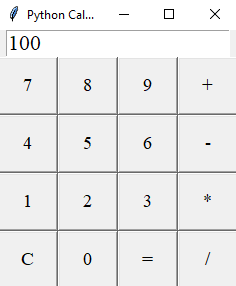 Python Cal...
100
7 8 9 +
4 5 6 -
1 2 3 *
C 0 = /